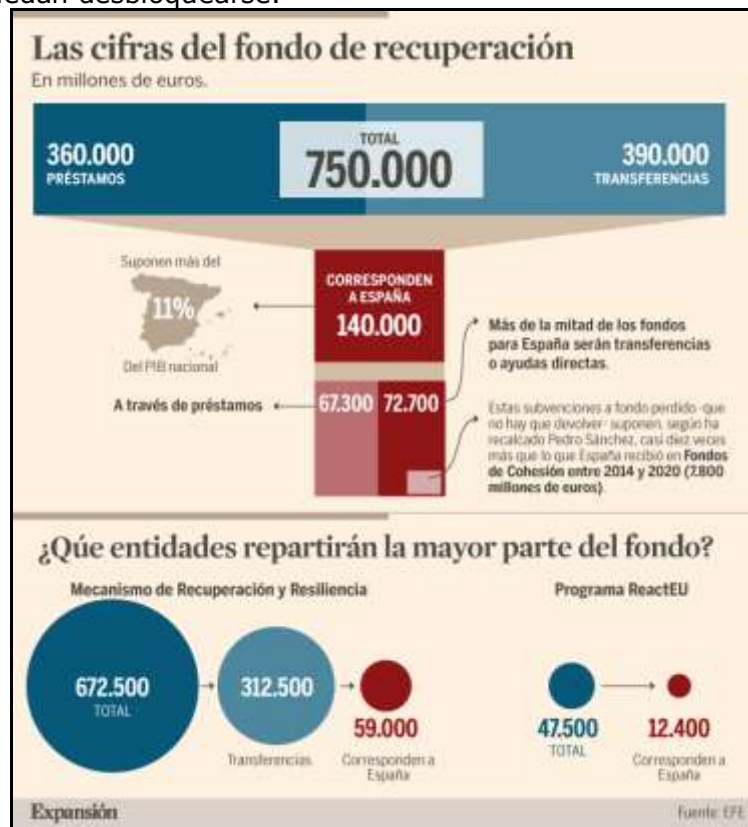 Las cifras del fondo de recuperación
En millones de euros.
360.000
PRÉSTAMOS
TOTAL
750.000
390.000
TRANSFERENCIAS
Suponen más del
11%
Del PIB nacional
CORRESPONDEN
A ESPAÑA
140.000
Más de la mitad de los fondos
para España serán transferencias
o ayudas directas.
A través de préstamos
67.300
72.700
Estas subvenciones a fondo perdido -que
no hay que devolver- suponen, según ha
recalcado Pedro Sánchez, casi diez veces
más que lo que España recibió en Fondos
de Cohesión entre 2014 y 2020 (7.800
millones de euros).
¿Qúe entidades repartirán la mayor parte del fondo?
Mecanismo de Recuperación y Resiliencia
672.500
TOTAL
312.500
Transferencias
59.000
Corresponden a
España
Programa ReactEU
47.500
TOTAL
12.400
Corresponden a
España
Expansión
Fuente: EFE